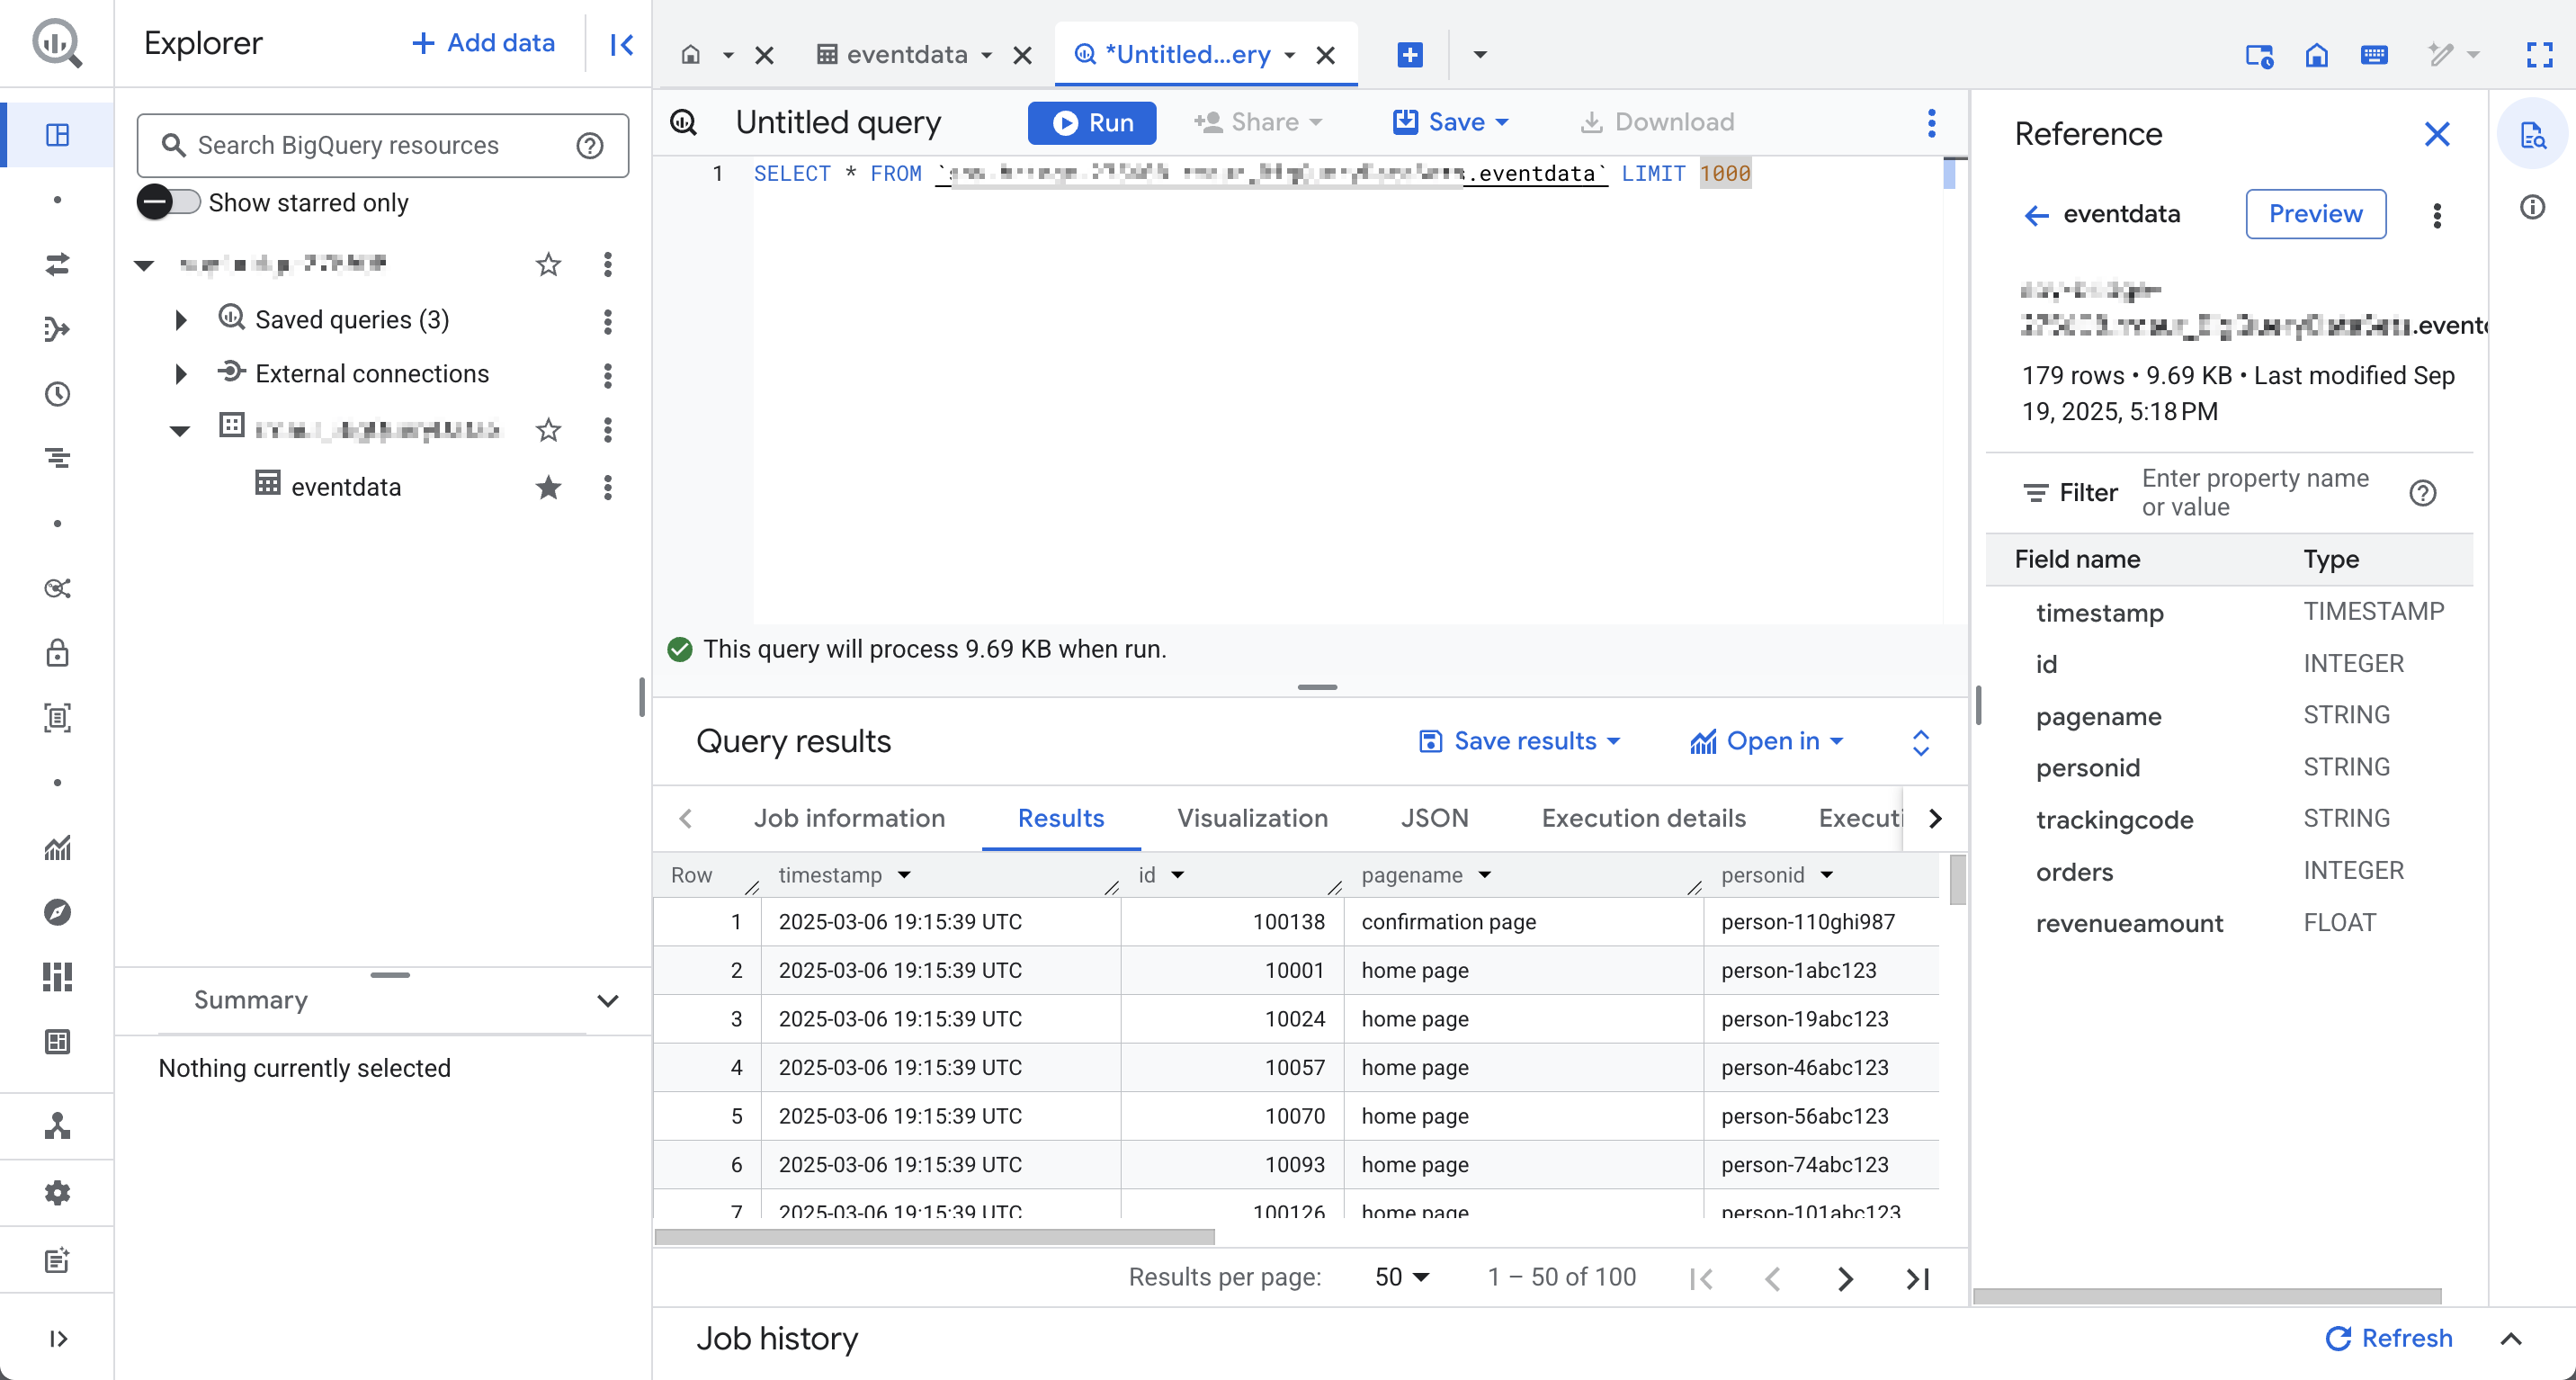 Explorer
Add data
Search BigQuery resources
Show starred only
Saved queries (3)
External connections
eventdata
Summary
Nothing currently selected
eventdata
*Untitled...ery
Untitled query
Run
Share
Save
Download
1
SELECT * FROM ` .eventdata` LIMIT 1000
This query will process 9.69 KB when run.
Query results
Save results
Open in
Job information
Results
Visualization
JSON
Execution details
Executi
Row timestamp id pagename personid
1 2025-03-06 19:15:39 UTC 100138 confirmation page person-110ghi987
2 2025-03-06 19:15:39 UTC 10001 home page person-1abc123
3 2025-03-06 19:15:39 UTC 10024 home page person-19abc123
4 2025-03-06 19:15:39 UTC 10057 home page person-46abc123
5 2025-03-06 19:15:39 UTC 10070 home page person-56abc123
6 2025-03-06 19:15:39 UTC 10093 home page person-74abc123
7 2025-03-06 19:15:39 UTC 100126 home page person-101abc123
Results per page: 50 1 – 50 of 100
Job history
Refresh
Reference
eventdata
Preview
.eventd
179 rows • 9.69 KB • Last modified Sep
19, 2025, 5:18 PM
Filter
Enter property name
or value
Field name Type
timestamp TIMESTAMP
id INTEGER
pagename STRING
personid STRING
trackingcode STRING
orders INTEGER
revenueamount FLOAT